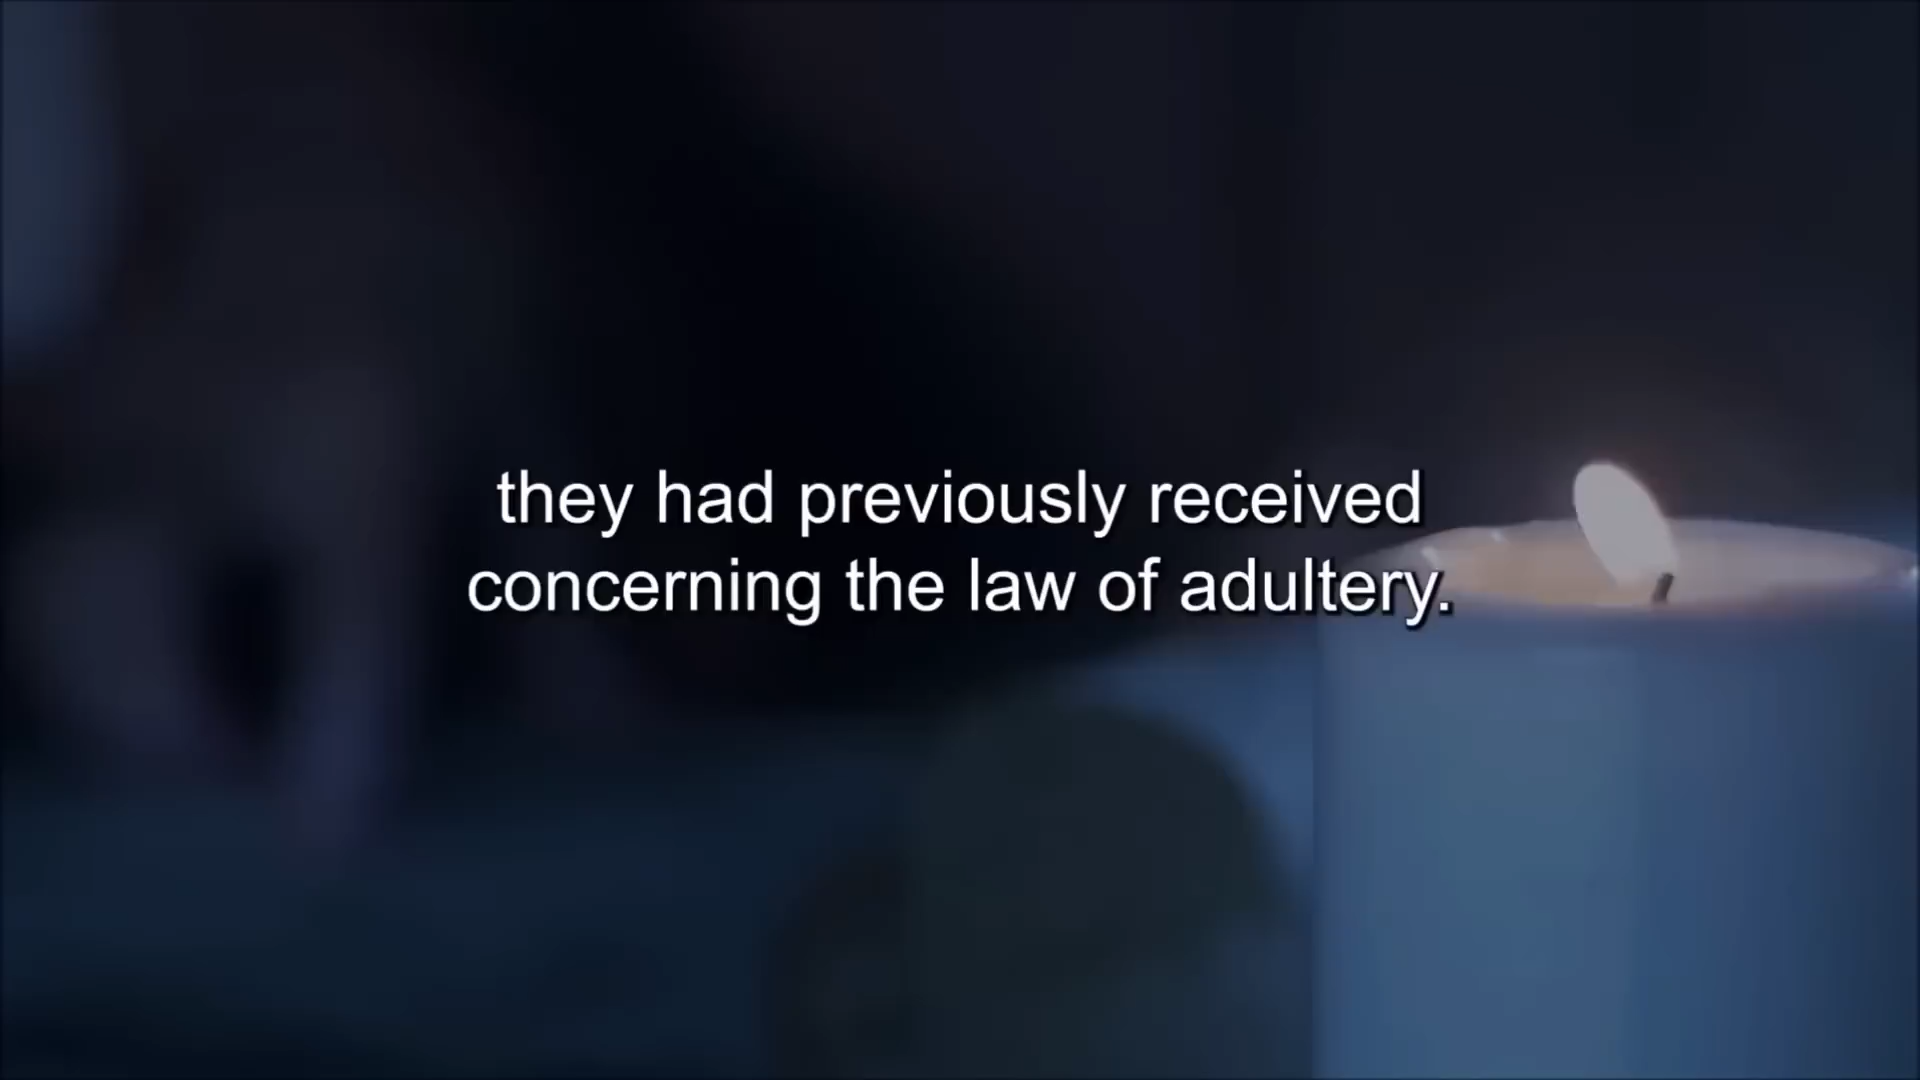 they had previously received
concerning the law of adultery.